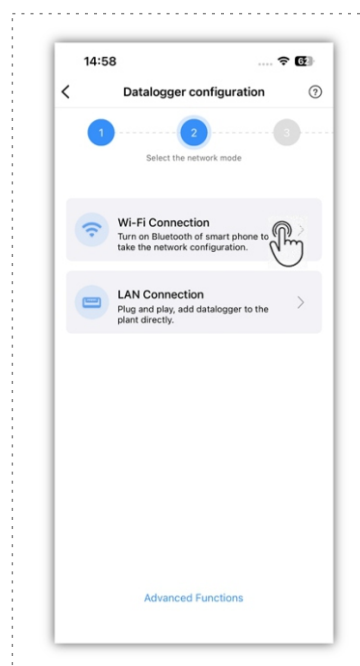 14:58
62
Datalogger configuration
?
1
2
3
Select the network mode
Wi-Fi Connection
Turn on Bluetooth of smart phone to
take the network configuration.
LAN Connection
Plug and play, add datalogger to the
plant directly.
Advanced Functions